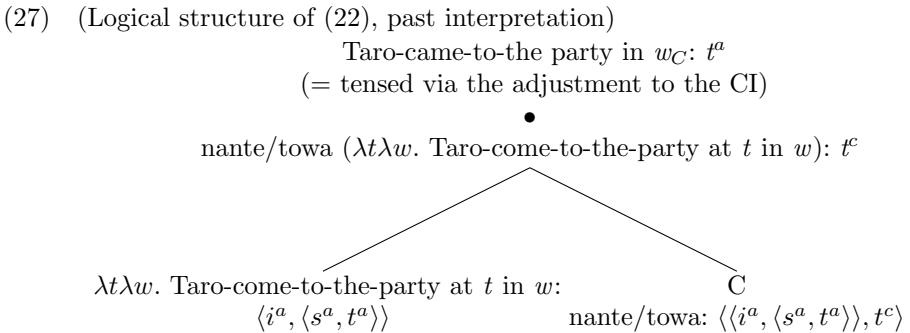 (27) (Logical structure of (22), past interpretation)
Taro-came-to-the party in w_C: t^a
(= tensed via the adjustment to the CI)
•
nante/towa (λtλw. Taro-come-to-the-party at t in w): t^c
λtλw. Taro-come-to-the-party at t in w: C
⟨i^a, ⟨s^a, t^a⟩⟩ nante/towa: ⟨⟨i^a, ⟨s^a, t^a⟩⟩, t^c⟩